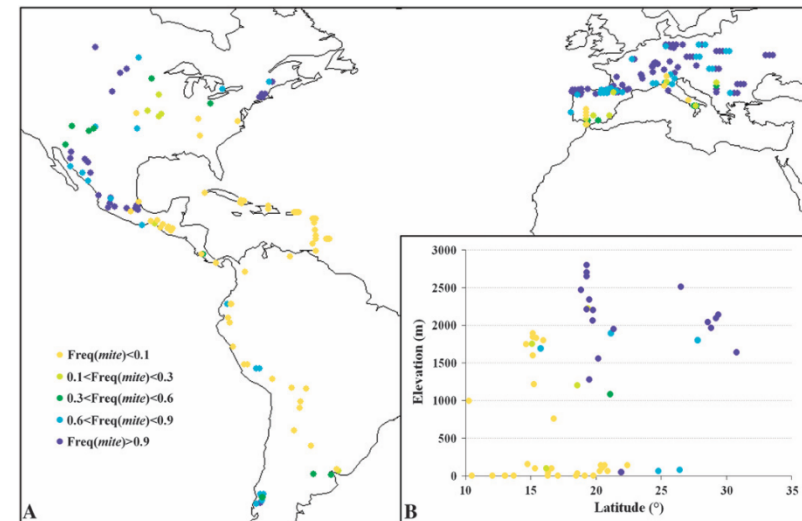 Freq(mite)<0.1
0.1<Freq(mite)<0.3
0.3<Freq(mite)<0.6
0.6<Freq(mite)<0.9
Freq(mite)>0.9
A
3000
2500
2000
1500
1000
500
0
Elevation (m)
10
15
20
25
30
35
Latitude (°)
B